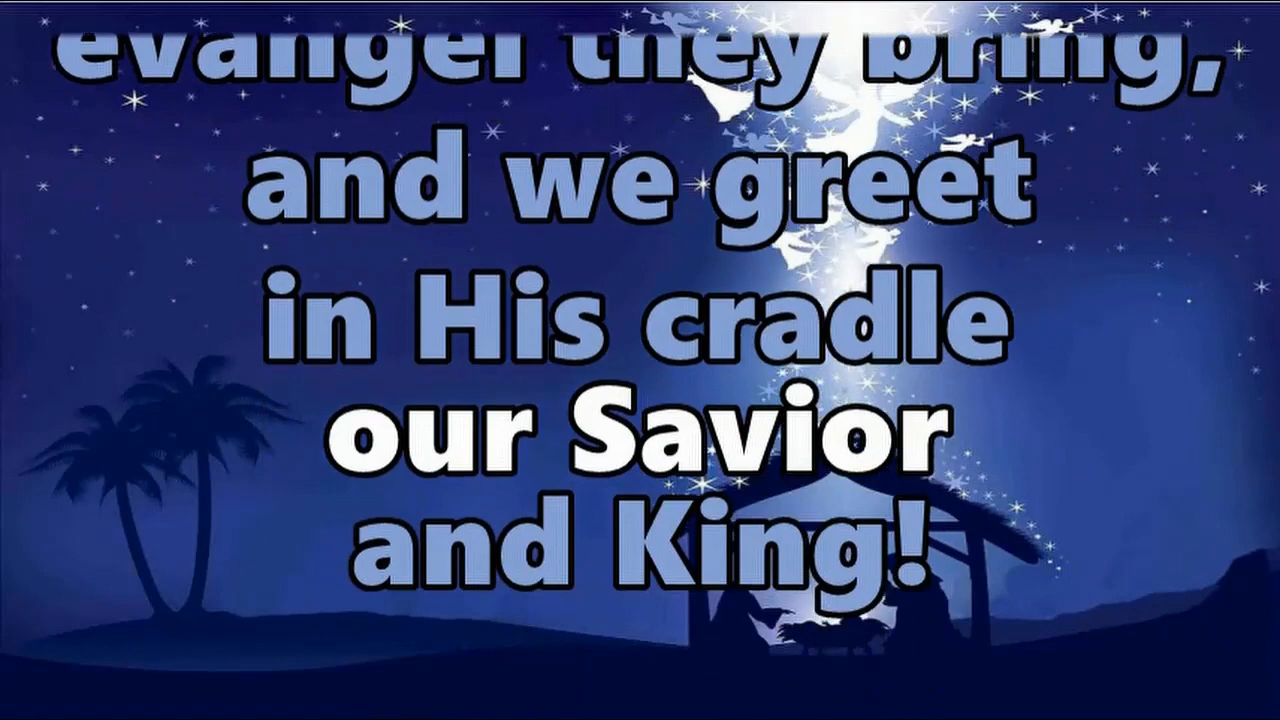 evangel they bring,
and we greet
in His cradle
our Savior
and King!